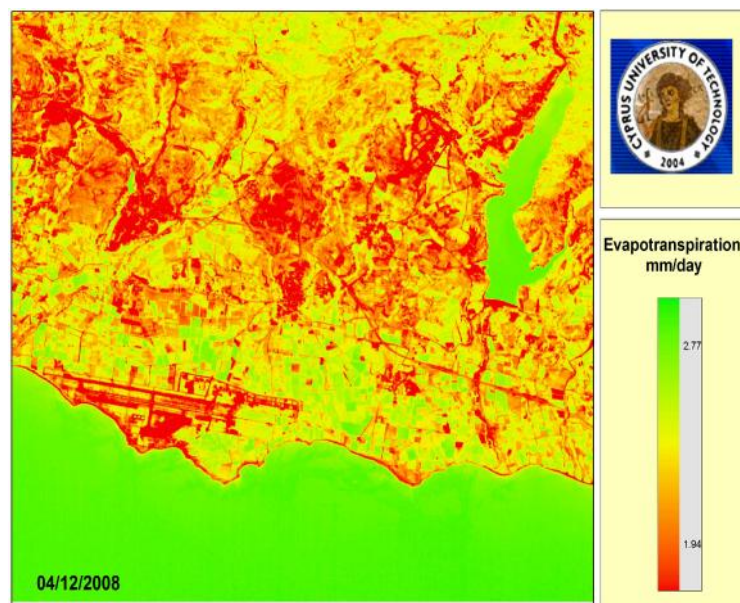 CYPRUS UNIVERSITY OF TECHNOLOGY
2004
Evapotranspiration
mm/day
2.77
1.94
04/12/2008